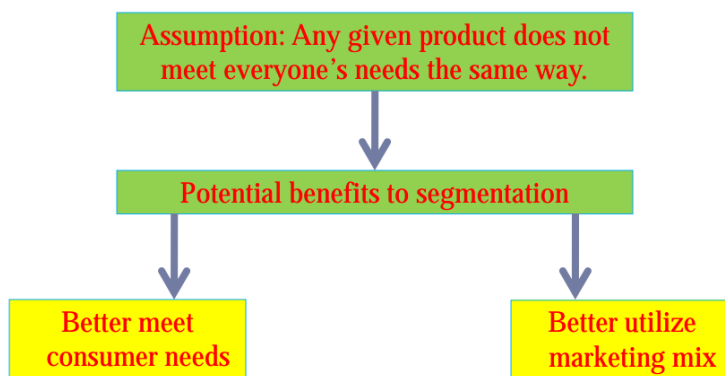 Assumption: Any given product does not
meet everyone’s needs the same way.
Potential benefits to segmentation
Better meet
consumer needs
Better utilize
marketing mix